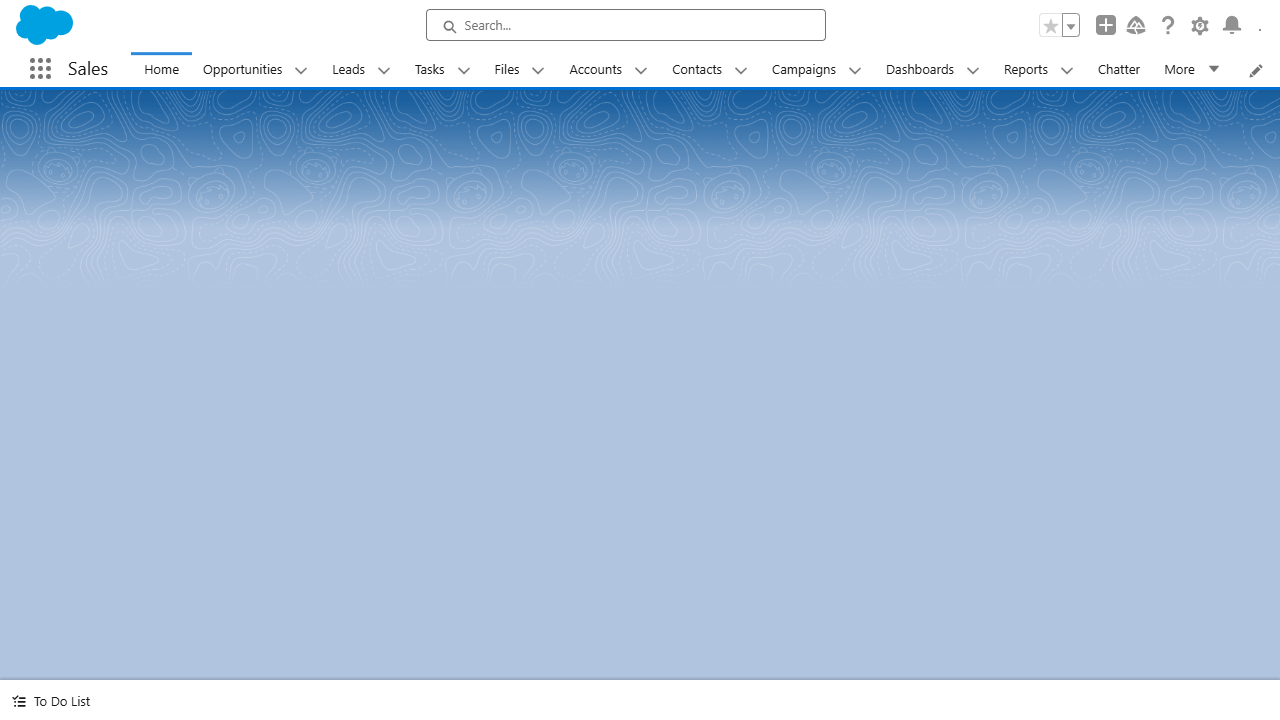 Search...
Sales
Home
Opportunities
Leads
Tasks
Files
Accounts
Contacts
Campaigns
Dashboards
Reports
Chatter
More
To Do List